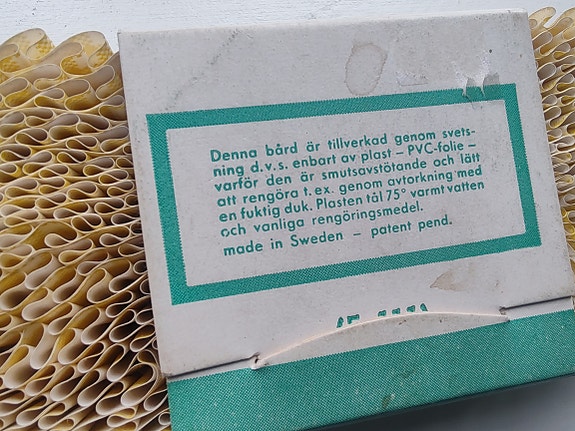 Denna bård är tillverkad genom svets-
ning d.v.s. enbart av plast – PVC-folie –
varför den är smutsavstötande och lätt
att rengöra t. ex. genom avtorkning med
en fuktig duk. Plasten tål 75° varmt vatten
och vanliga rengöringsmedel.
made in Sweden – patent pend.